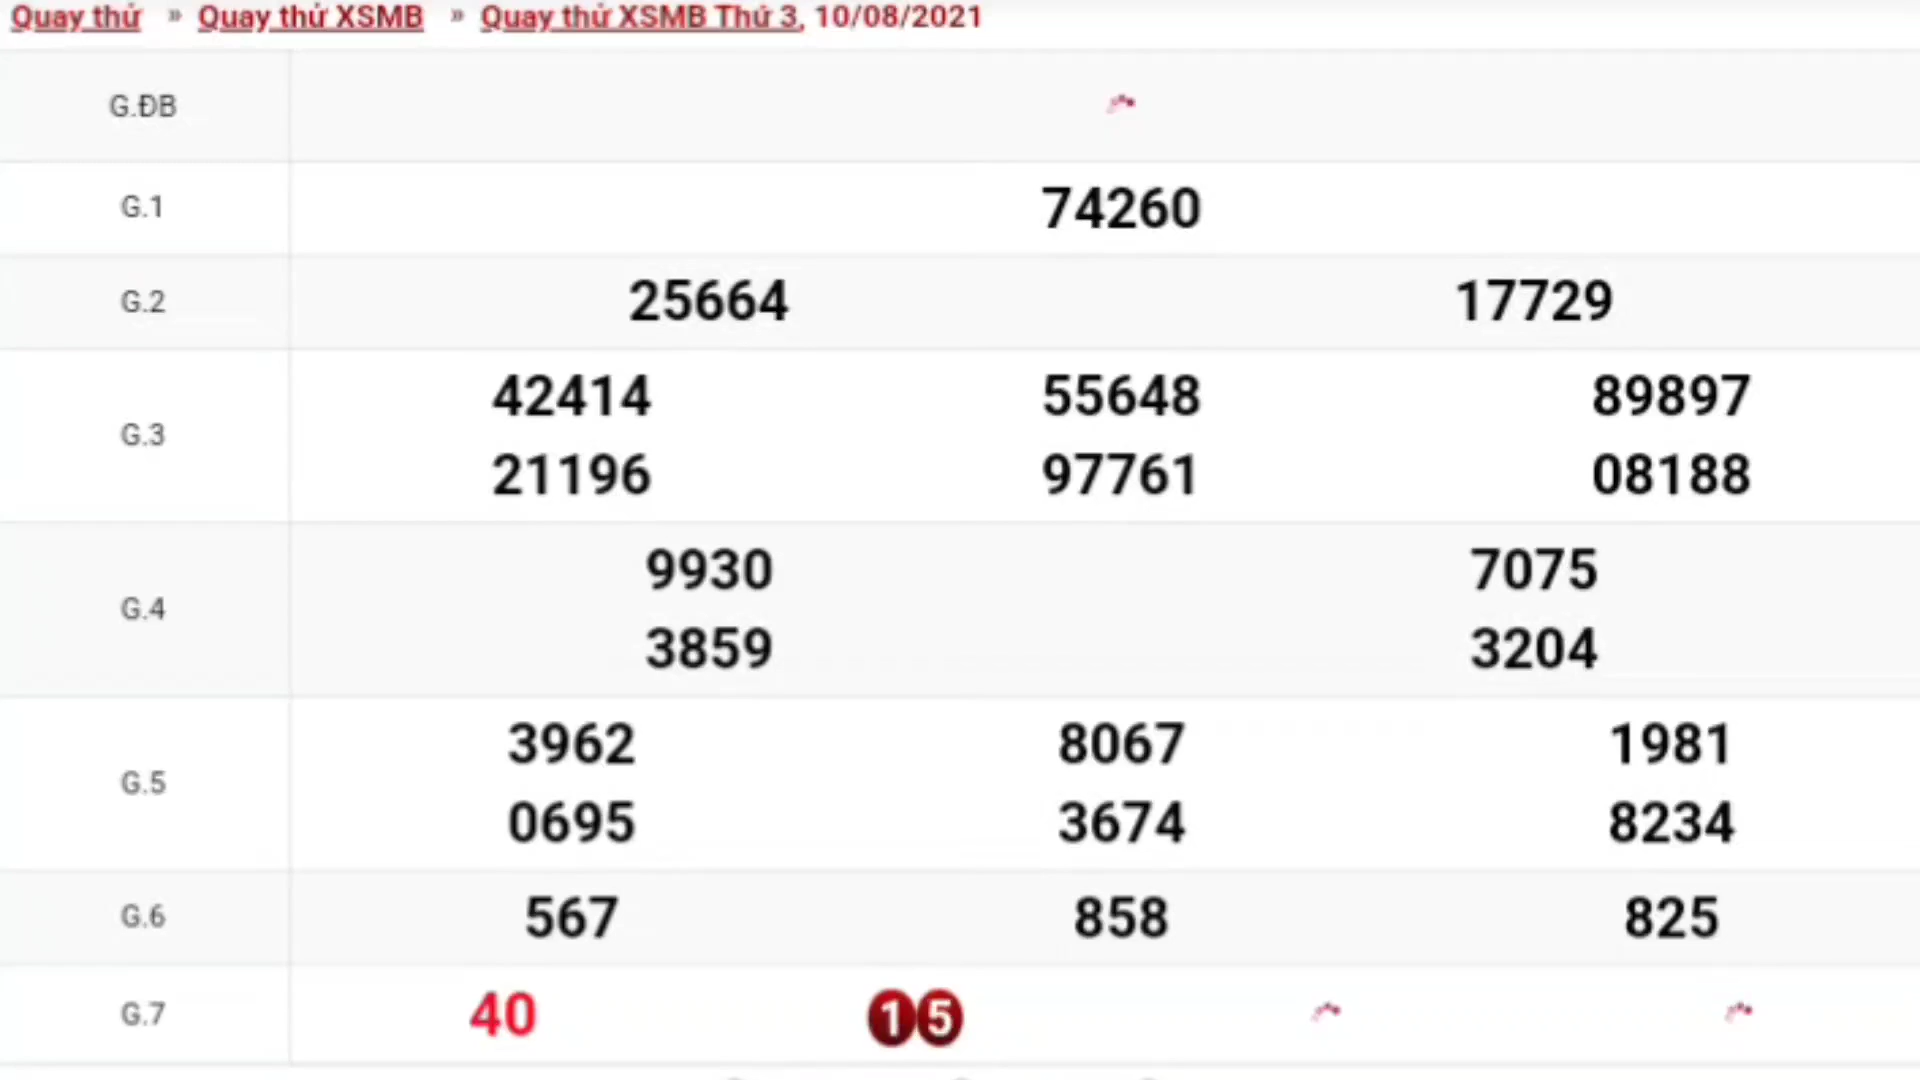 Quay thử » Quay thử XSMB » Quay thử XSMB Thứ 3, 10/08/2021
G.ĐB
G.1 74260
G.2 25664 17729
G.3 42414 55648 89897
21196 97761 08188
G.4 9930 7075
3859 3204
G.5 3962 8067 1981
0695 3674 8234
G.6 567 858 825
G.7 40 15